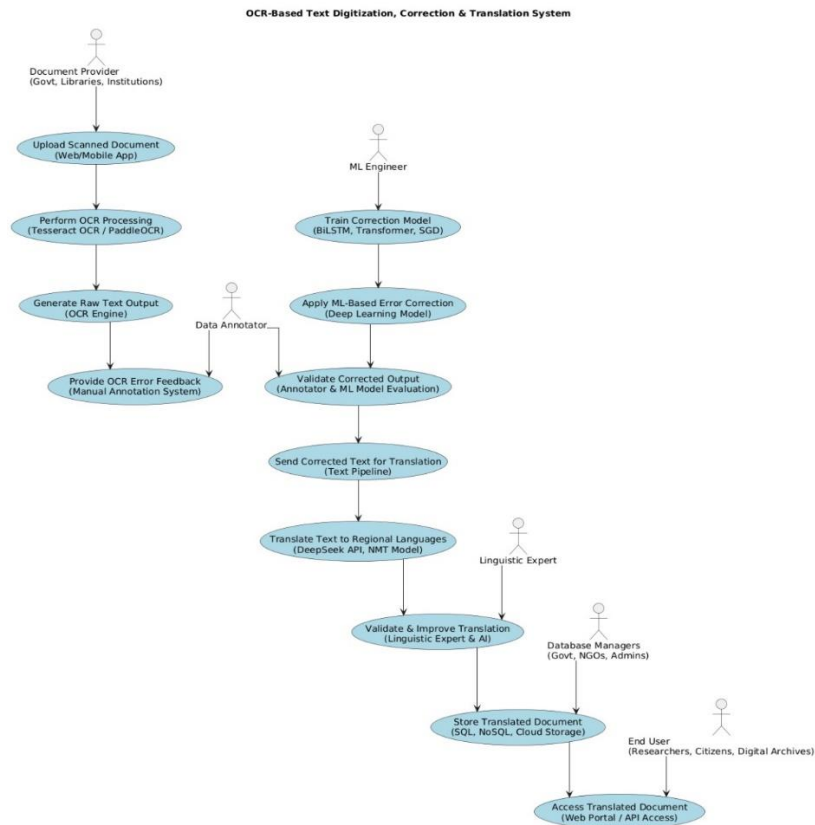 OCR-Based Text Digitization, Correction & Translation System
Document Provider
(Govt, Libraries, Institutions)
Upload Scanned Document
(Web/Mobile App)
ML Engineer
Perform OCR Processing
(Tesseract OCR / PaddleOCR)
Train Correction Model
(BiLSTM, Transformer, SGD)
Generate Raw Text Output
(OCR Engine)
Apply ML-Based Error Correction
(Deep Learning Model)
Data Annotator
Provide OCR Error Feedback
(Manual Annotation System)
Validate Corrected Output
(Annotator & ML Model Evaluation)
Send Corrected Text for Translation
(Text Pipeline)
Translate Text to Regional Languages
(DeepSeek API, NMT Model)
Linguistic Expert
Validate & Improve Translation
(Linguistic Expert & AI)
Database Managers
(Govt, NGOs, Admins)
Store Translated Document
(SQL, NoSQL, Cloud Storage)
End User
(Researchers, Citizens, Digital Archives)
Access Translated Document
(Web Portal / API Access)